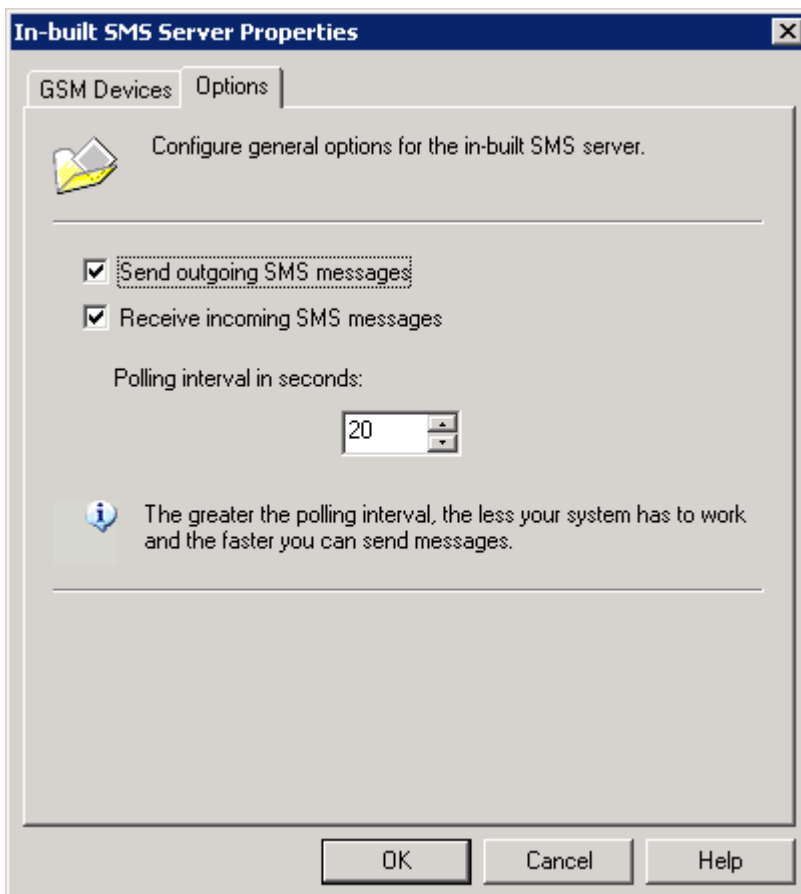 In-built SMS Server Properties
GSM Devices
Options
Configure general options for the in-built SMS server.
Send outgoing SMS messages
Receive incoming SMS messages
Polling interval in seconds:
20
The greater the polling interval, the less your system has to work
and the faster you can send messages.
OK
Cancel
Help